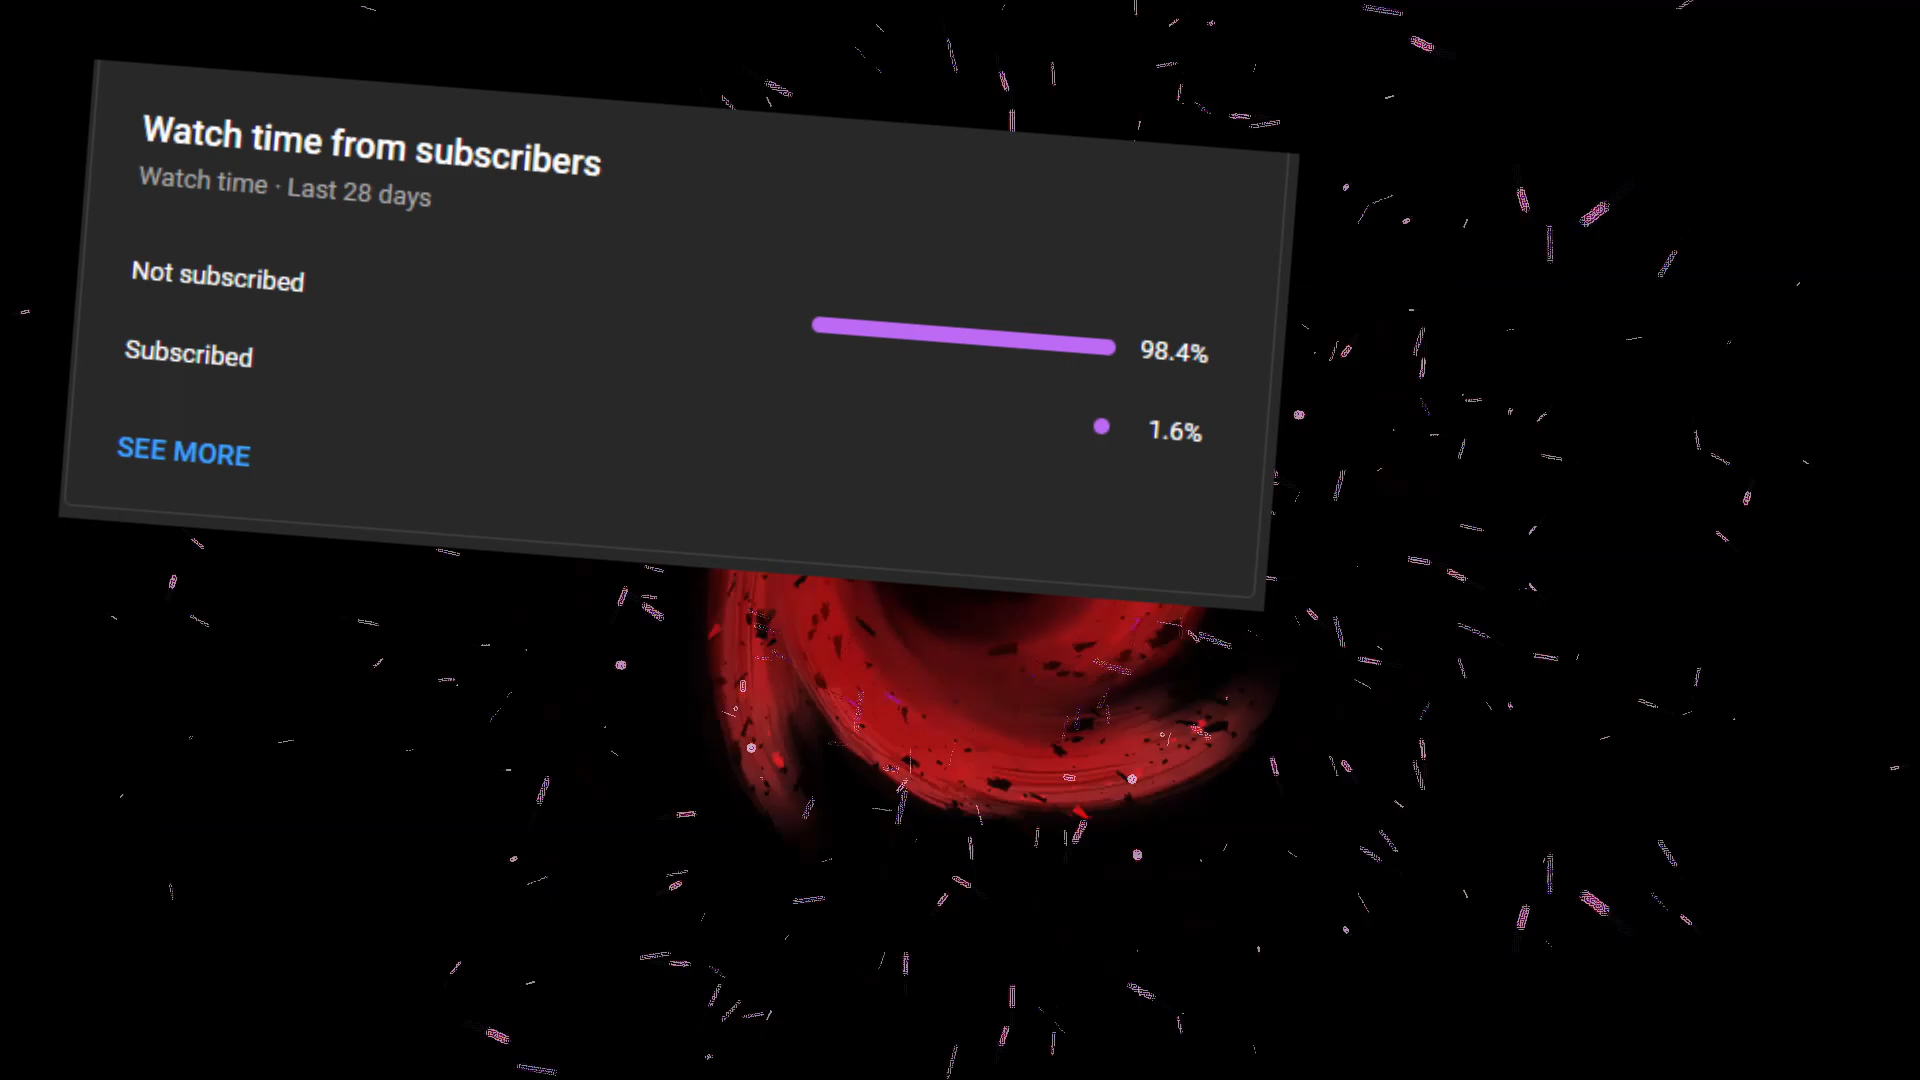 Watch time from subscribers
Watch time · Last 28 days
Not subscribed
98.4%
Subscribed
1.6%
SEE MORE